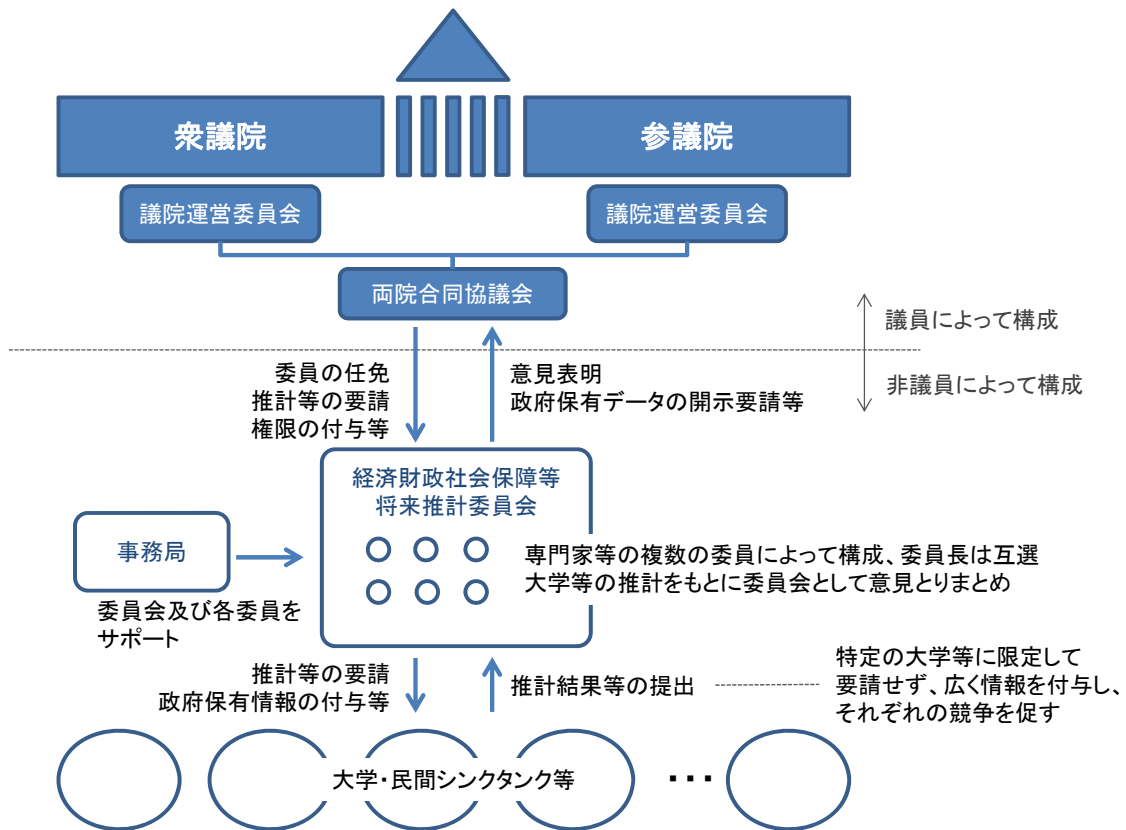 衆議院
参議院
議院運営委員会
議院運営委員会
両院合同協議会
議員によって構成
非議員によって構成
委員の任免
推計等の要請
権限の付与等
意見表明
政府保有データの開示要請等
経済財政社会保障等
将来推計委員会
事務局
委員会及び各委員を
サポート
専門家等の複数の委員によって構成、委員長は互選
大学等の推計をもとに委員会として意見とりまとめ
推計等の要請
政府保有情報の付与等
推計結果等の提出
特定の大学等に限定して
要請せず、広く情報を付与し、
それぞれの競争を促す
大学・民間シンクタンク等
・・・